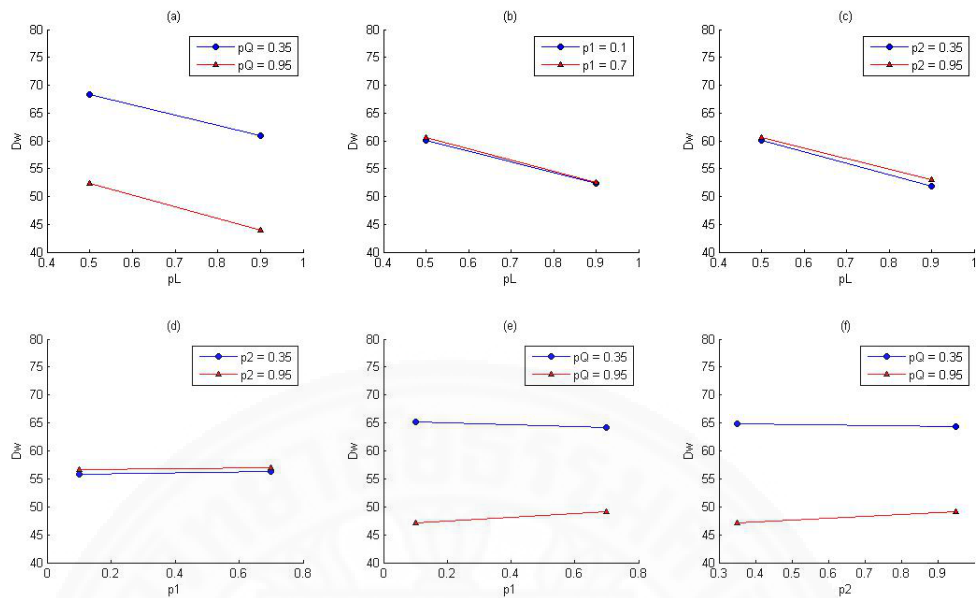 (a)
80
75
70
65
60
55
50
45
40
Dw
0.4 0.5 0.6 0.7 0.8 0.9 1
pL
pQ = 0.35
pQ = 0.95
(b)
80
75
70
65
60
55
50
45
40
Dw
0.4 0.5 0.6 0.7 0.8 0.9 1
pL
p1 = 0.1
p1 = 0.7
(c)
80
75
70
65
60
55
50
45
40
Dw
0.4 0.5 0.6 0.7 0.8 0.9 1
pL
p2 = 0.35
p2 = 0.95
(d)
80
75
70
65
60
55
50
45
40
Dw
0 0.2 0.4 0.6 0.8
p1
p2 = 0.35
p2 = 0.95
(e)
80
75
70
65
60
55
50
45
40
Dw
0 0.2 0.4 0.6 0.8
p1
pQ = 0.35
pQ = 0.95
(f)
80
75
70
65
60
55
50
45
40
Dw
0.3 0.4 0.5 0.6 0.7 0.8 0.9
p2
pQ = 0.35
pQ = 0.95